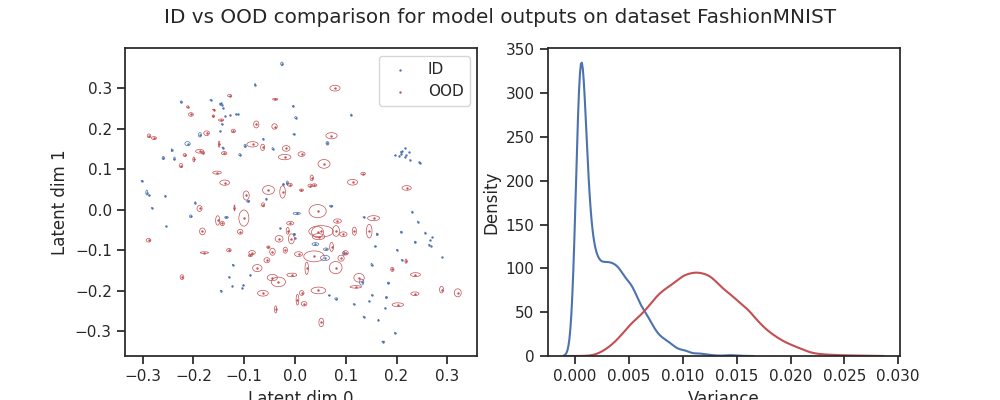 ID vs OOD comparison for model outputs on dataset FashionMNIST
ID
OOD
0.3
0.2
0.1
0.0
−0.1
−0.2
−0.3
Latent dim 1
−0.3 −0.2 −0.1 0.0 0.1 0.2 0.3
Latent dim 0
350
300
250
200
150
100
50
0
Density
0.000 0.005 0.010 0.015 0.020 0.025 0.030
Variance